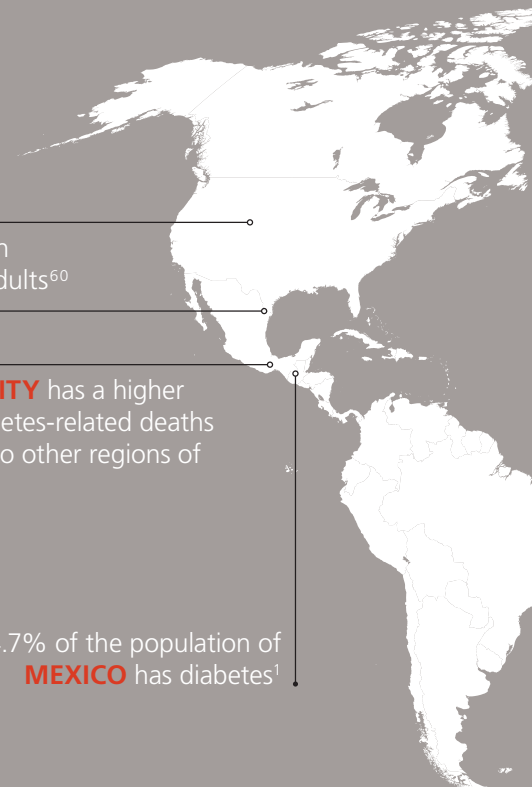 n
dults⁶⁰
ITY has a higher
etes-related deaths
o other regions of
.7% of the population of
MEXICO has diabetes¹